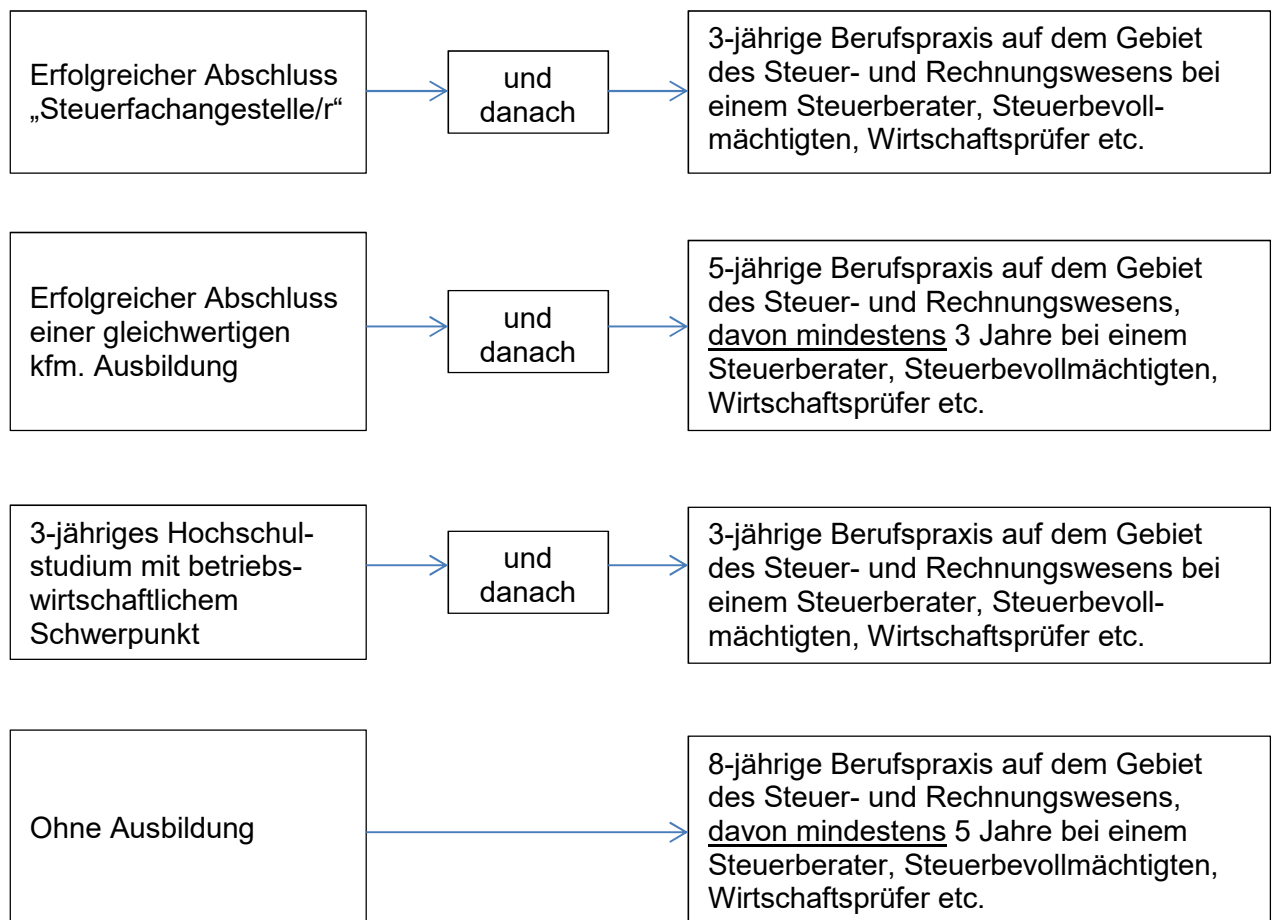 Erfolgreicher Abschluss
„Steuerfachangestelle/r“
und
danach
3-jährige Berufspraxis auf dem Gebiet
des Steuer- und Rechnungswesens bei
einem Steuerberater, Steuerbevoll-
mächtigten, Wirtschaftsprüfer etc.
Erfolgreicher Abschluss
einer gleichwertigen
kfm. Ausbildung
und
danach
5-jährige Berufspraxis auf dem Gebiet
des Steuer- und Rechnungswesens,
davon mindestens 3 Jahre bei einem
Steuerberater, Steuerbevollmächtigten,
Wirtschaftsprüfer etc.
3-jähriges Hochschul-
studium mit betriebs-
wirtschaftlichem
Schwerpunkt
und
danach
3-jährige Berufspraxis auf dem Gebiet
des Steuer- und Rechnungswesens bei
einem Steuerberater, Steuerbevoll-
mächtigten, Wirtschaftsprüfer etc.
Ohne Ausbildung
8-jährige Berufspraxis auf dem Gebiet
des Steuer- und Rechnungswesens,
davon mindestens 5 Jahre bei einem
Steuerberater, Steuerbevollmächtigten,
Wirtschaftsprüfer etc.